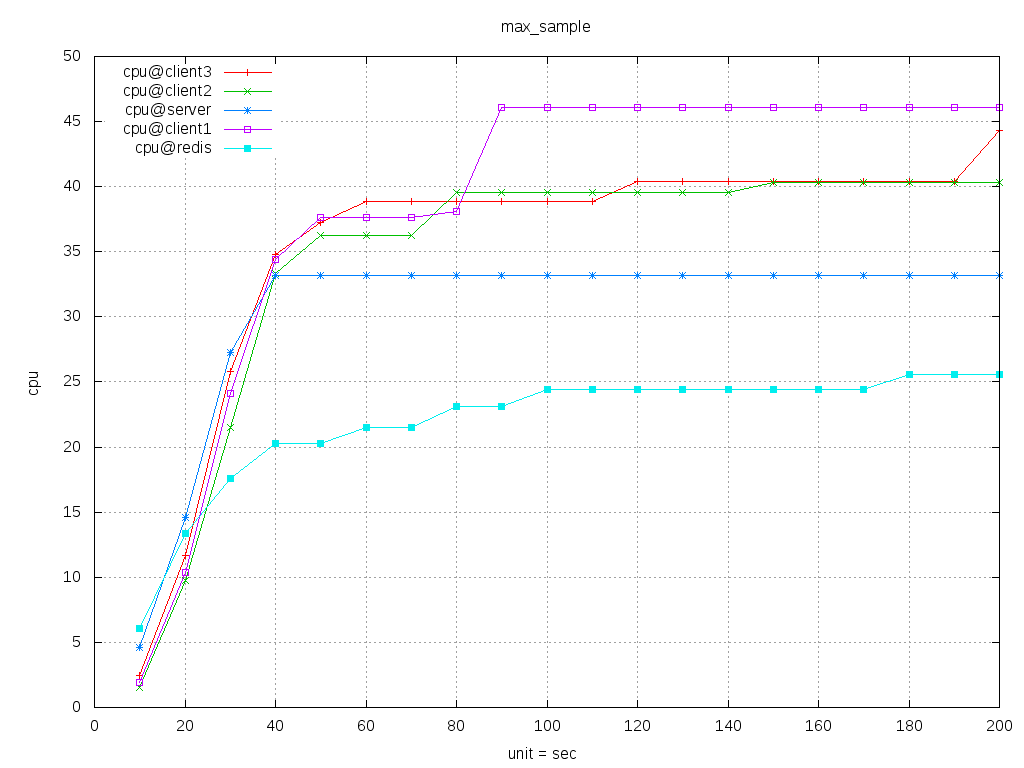 max_sample
50
45
40
35
30
25
20
15
10
5
0
cpu
cpu@client3
cpu@client2
cpu@server
cpu@client1
cpu@redis
0 20 40 60 80 100 120 140 160 180 200
unit = sec